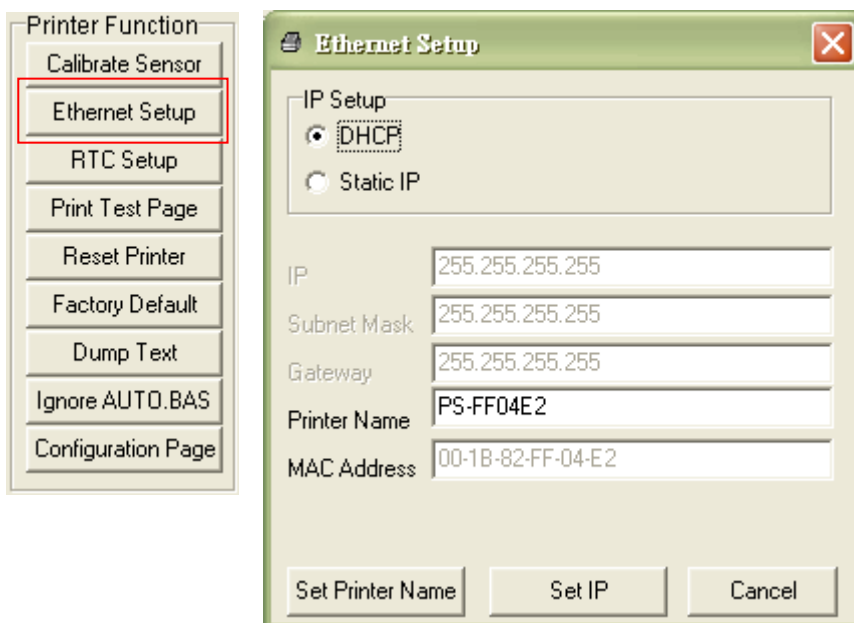 Printer Function
Calibrate Sensor
Ethernet Setup
RTC Setup
Print Test Page
Reset Printer
Factory Default
Dump Text
Ignore AUTO.BAS
Configuration Page
Ethernet Setup
IP Setup
DHCP
Static IP
IP 255.255.255.255
Subnet Mask 255.255.255.255
Gateway 255.255.255.255
Printer Name PS-FF04E2
MAC Address 00-1B-82-FF-04-E2
Set Printer Name Set IP Cancel